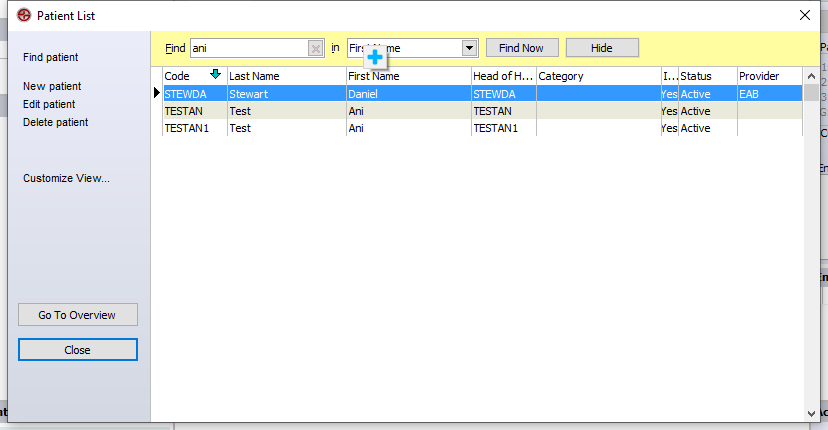 Patient List
Find patient
New patient
Edit patient
Delete patient
Customize View...
Go To Overview
Close
Find ani in First Name Find Now Hide
Code Last Name First Name Head of H... Category I... Status Active Provider
STEWDA Stewart Daniel STEWDA Yes Active EAB
TESTAN Test Ani TESTAN Yes Active
TESTAN1 Test Ani TESTAN1 Yes Active